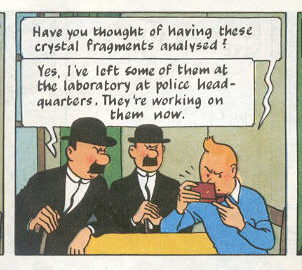 Have you thought of having these
crystal fragments analysed?
Yes, I've left some of them at
the laboratory at police head-
quarters. They're working on
them now.